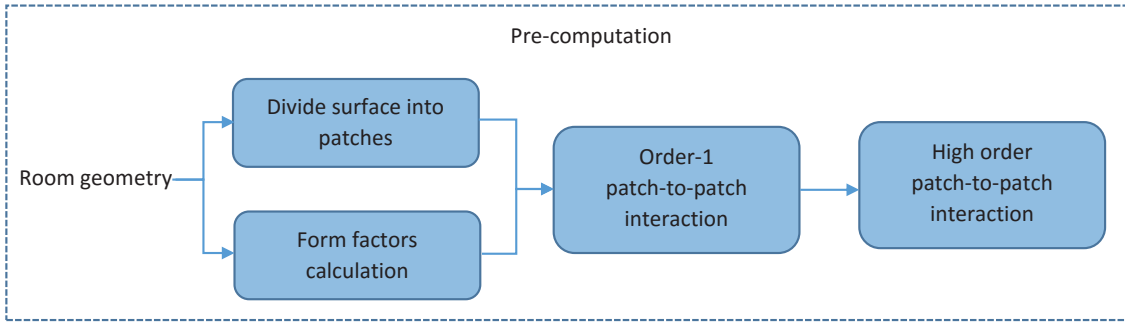 Pre-computation
Room geometry
Divide surface into
patches
Form factors
calculation
Order-1
patch-to-patch
interaction
High order
patch-to-patch
interaction